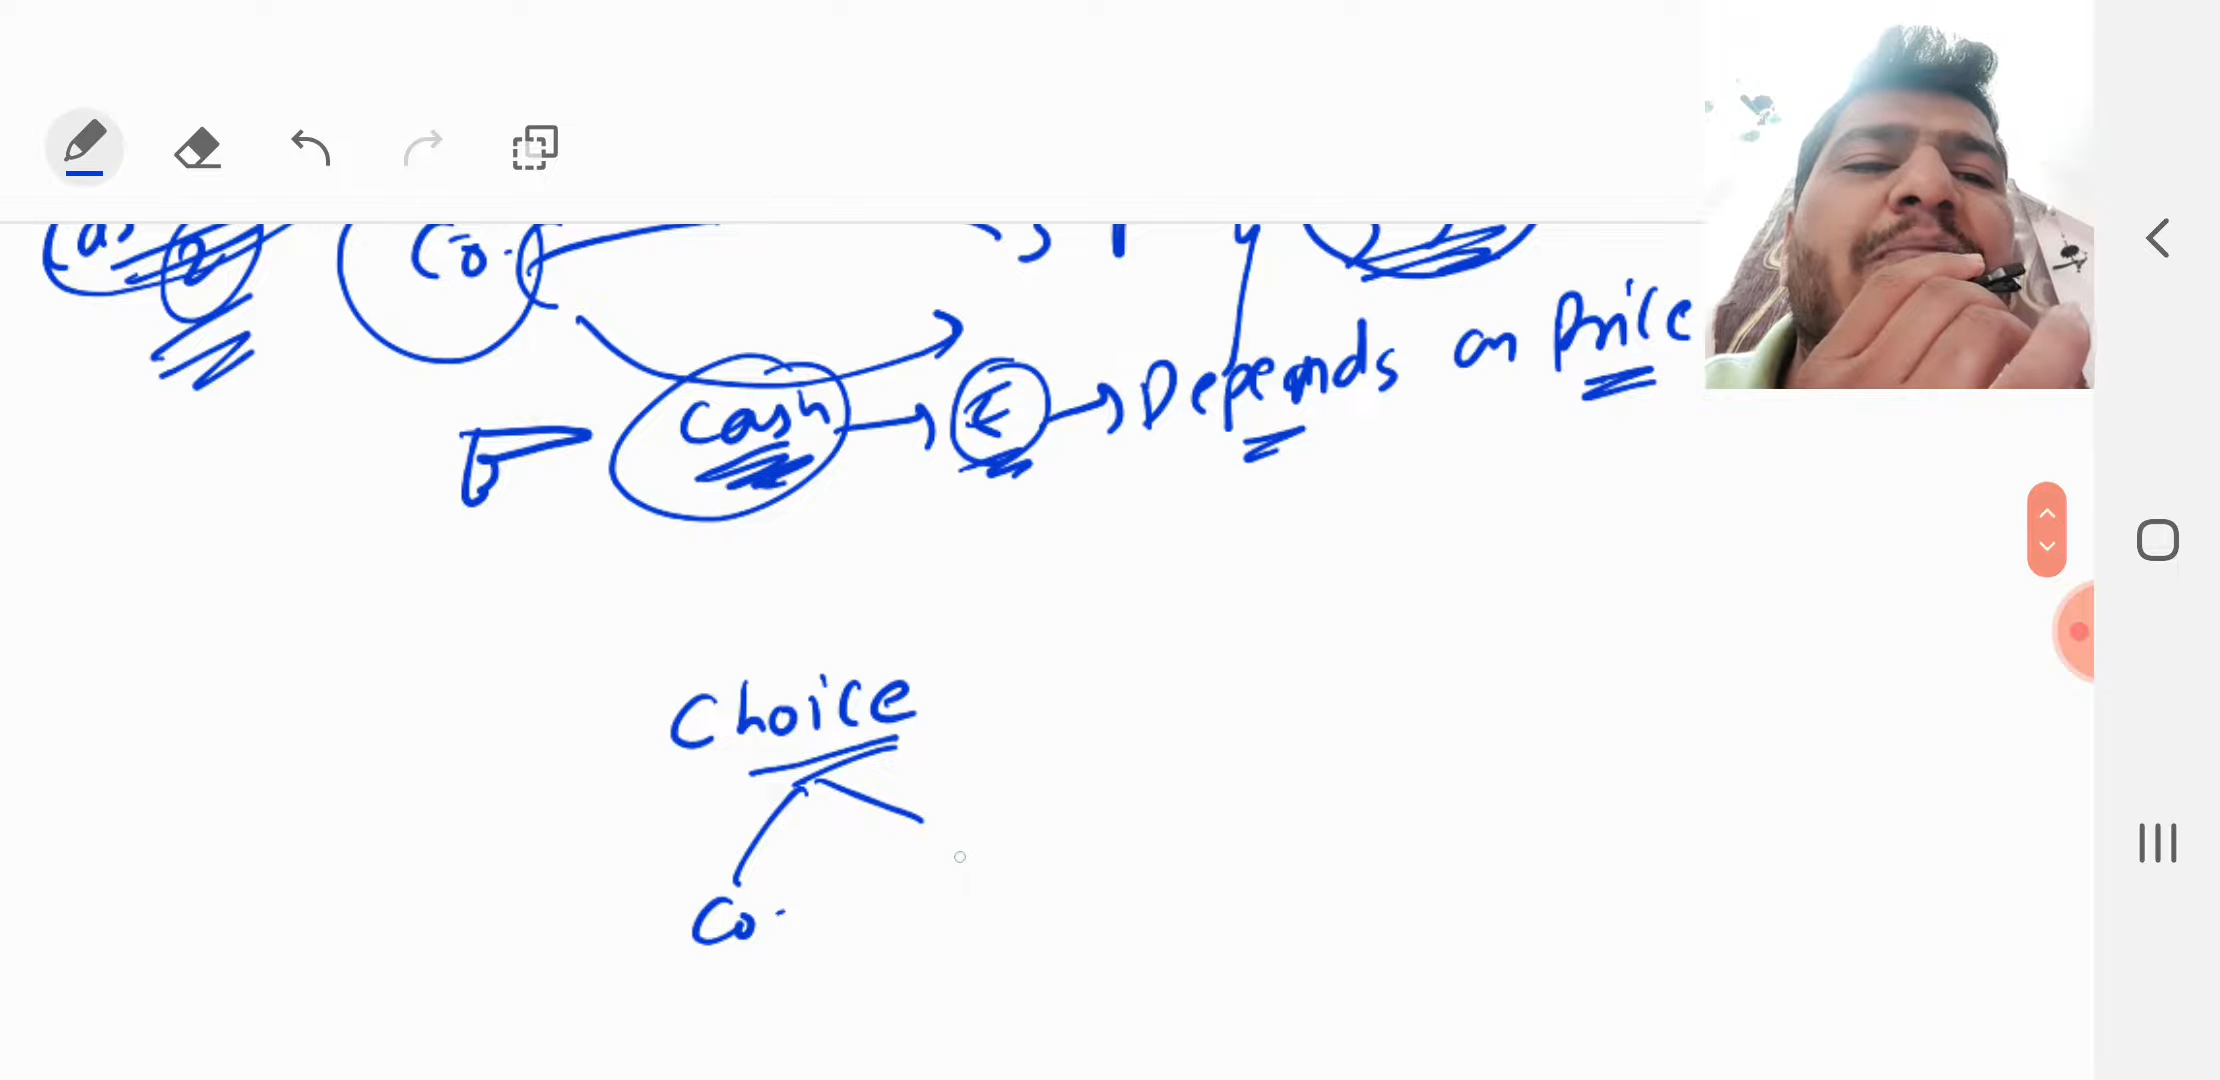 Co.
Depends on Price
Cash → ₹ →
Choice
Co.